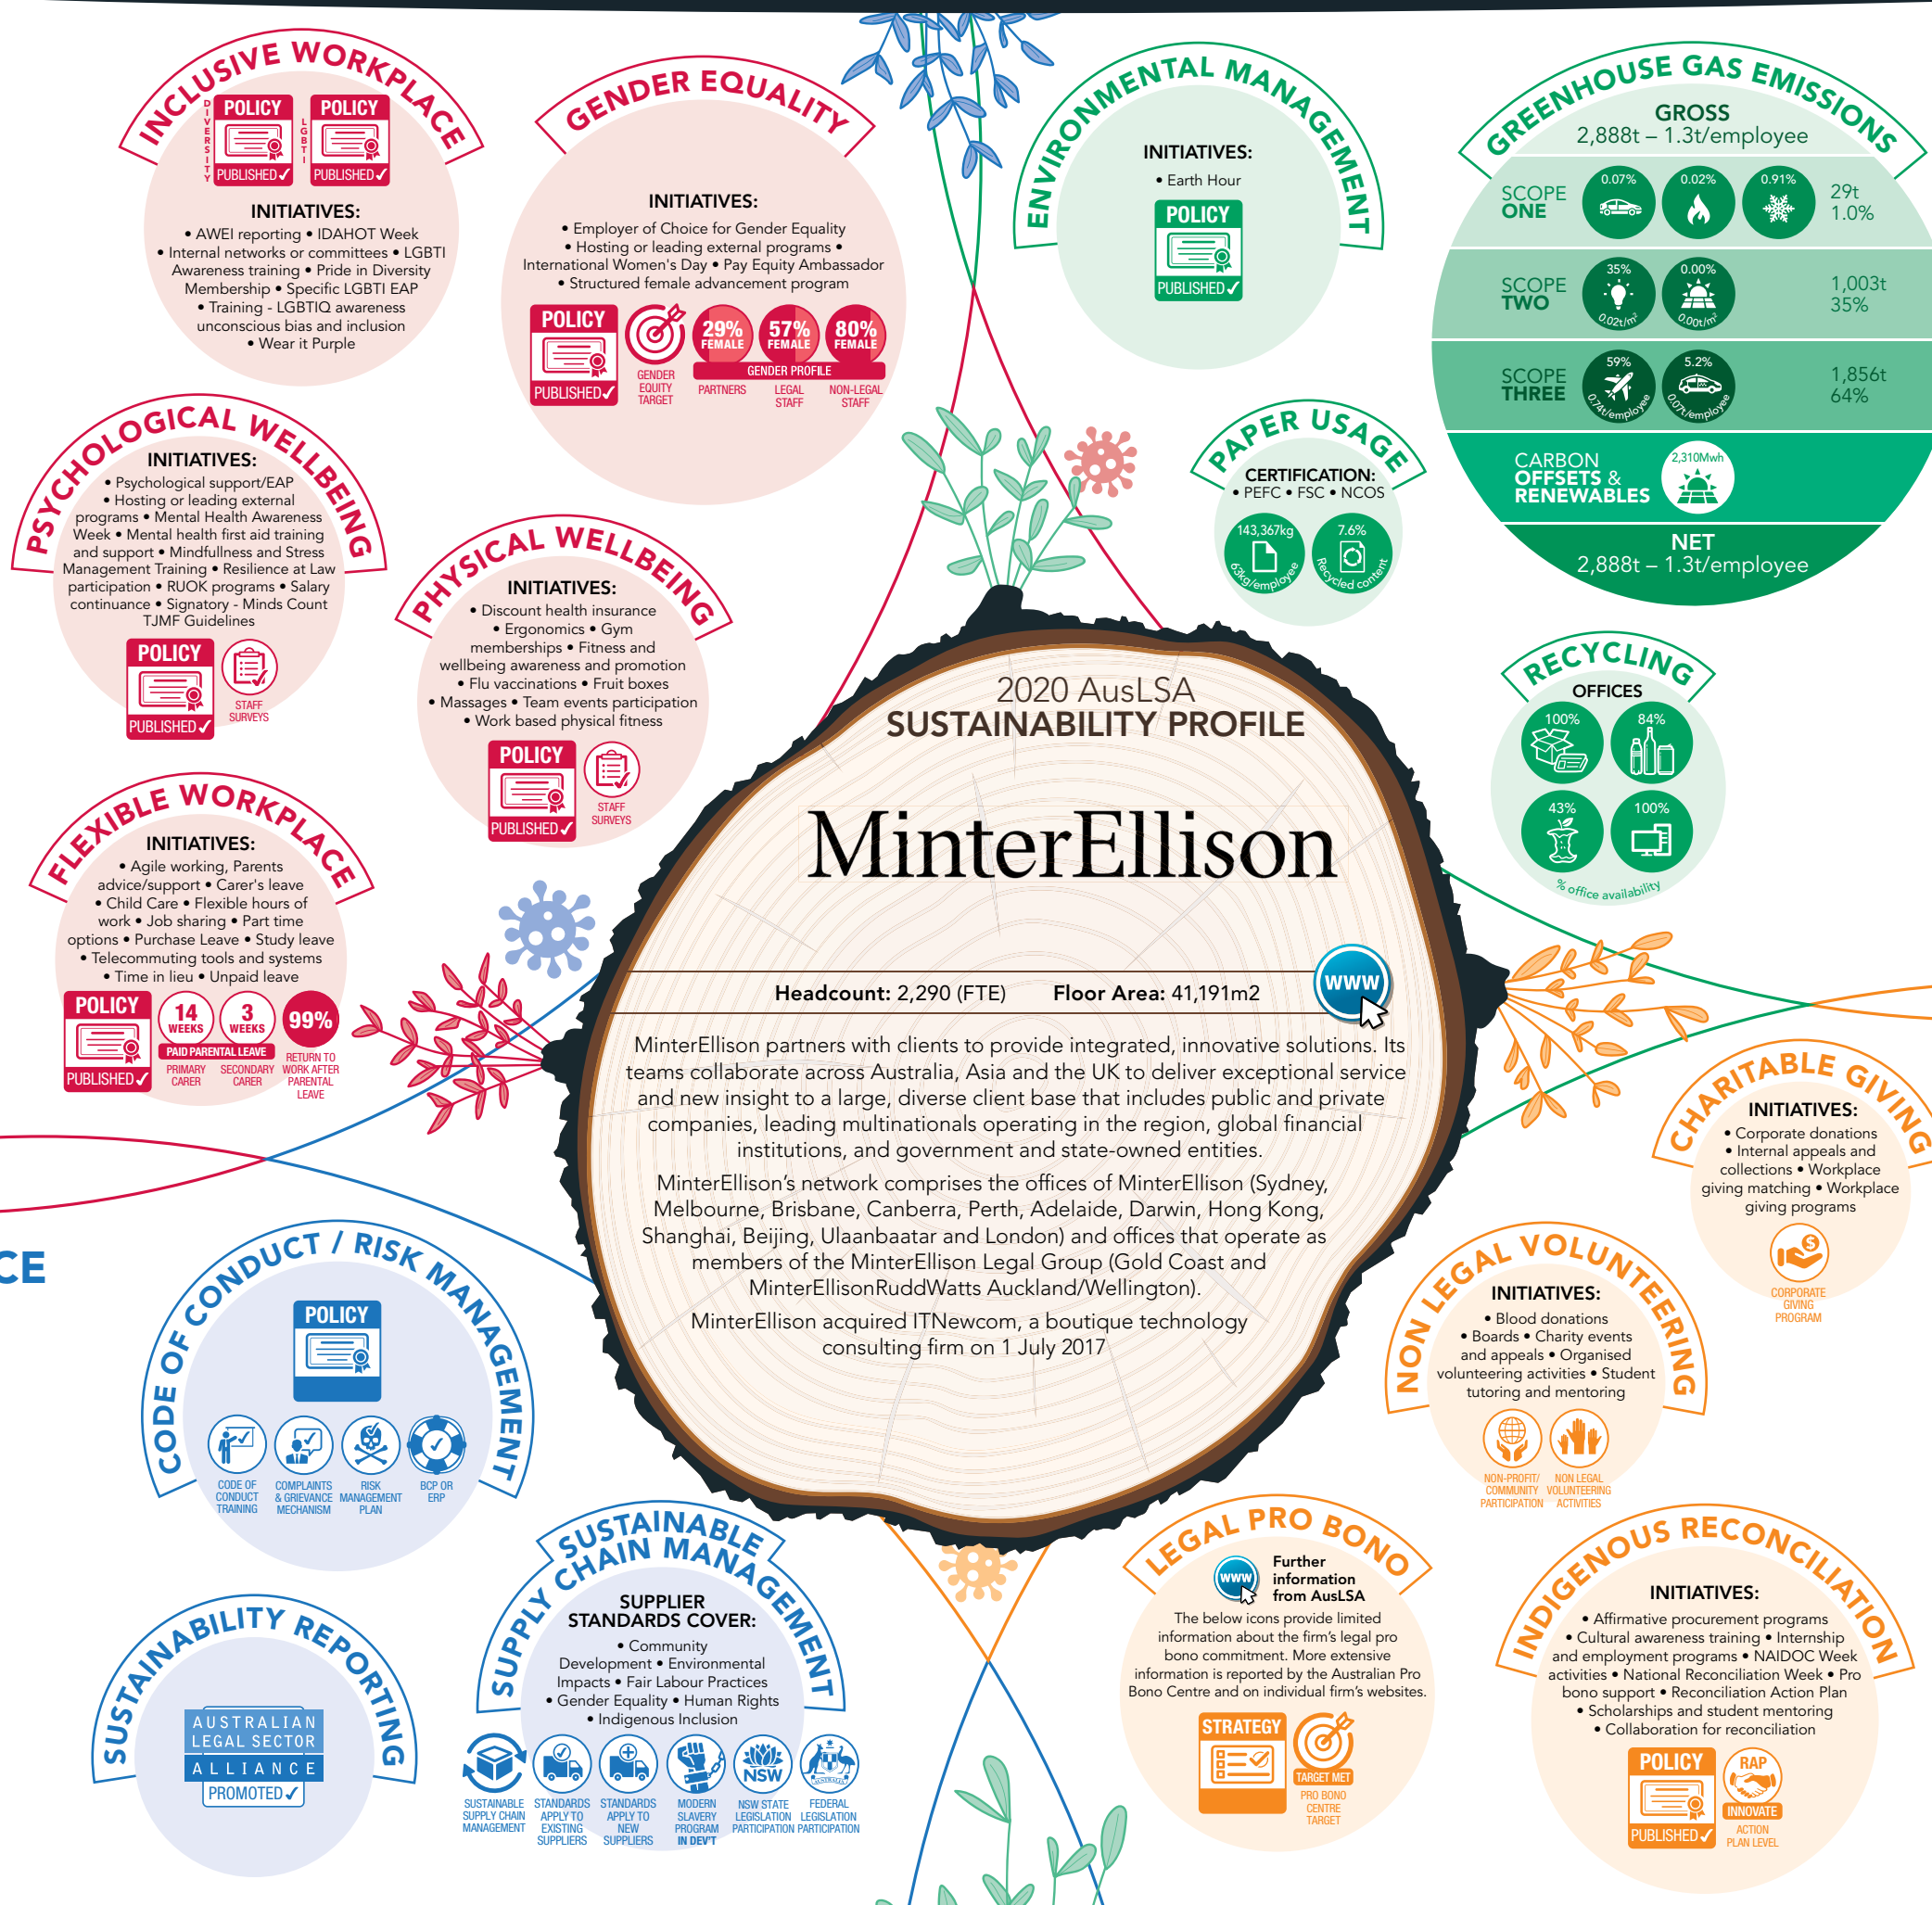 INCLUSIVE WORKPLACE
DIVERSITY
POLICY
PUBLISHED✓
LGBTI
POLICY
PUBLISHED✓
INITIATIVES:
• AWEI reporting • IDAHOT Week
• Internal networks or committees • LGBTI
Awareness training • Pride in Diversity
Membership • Specific LGBTI EAP
• Training - LGBTIQ awareness
unconscious bias and inclusion
• Wear it Purple
GENDER EQUALITY
INITIATIVES:
• Employer of Choice for Gender Equality
• Hosting or leading external programs •
International Women's Day • Pay Equity Ambassador
• Structured female advancement program
POLICY
PUBLISHED✓
GENDER
EQUITY
TARGET
29%
FEMALE
57%
FEMALE
80%
FEMALE
GENDER PROFILE
PARTNERS
LEGAL
STAFF
NON-LEGAL
STAFF
ENVIRONMENTAL MANAGEMENT
INITIATIVES:
• Earth Hour
POLICY
PUBLISHED✓
GREENHOUSE GAS EMISSIONS
GROSS
2,888t – 1.3t/employee
SCOPE
ONE
0.07%
0.02%
0.91%
29t
1.0%
SCOPE
TWO
35%
0.02t/m²
0.00%
0.00t/m²
1,003t
35%
SCOPE
THREE
59%
0.74t/employee
5.2%
0.07t/employee
1,856t
64%
CARBON
OFFSETS &
RENEWABLES
2,310Mwh
NET
2,888t – 1.3t/employee
PSYCHOLOGICAL WELLBEING
INITIATIVES:
• Psychological support/EAP
• Hosting or leading external
programs • Mental Health Awareness
Week • Mental health first aid training
and support • Mindfullness and Stress
Management Training • Resilience at Law
participation • RUOK programs • Salary
continuance • Signatory - Minds Count
TJMF Guidelines
POLICY
PUBLISHED✓
STAFF
SURVEYS
PHYSICAL WELLBEING
INITIATIVES:
• Discount health insurance
• Ergonomics • Gym
memberships • Fitness and
wellbeing awareness and promotion
• Flu vaccinations • Fruit boxes
• Massages • Team events participation
• Work based physical fitness
POLICY
PUBLISHED✓
STAFF
SURVEYS
PAPER USAGE
CERTIFICATION:
• PEFC • FSC • NCOS
143,367kg
63kg/employee
7.6%
Recycled content
RECYCLING
OFFICES
100%
84%
43%
100%
% office availability
FLEXIBLE WORKPLACE
INITIATIVES:
• Agile working, Parents
advice/support • Carer's leave
• Child Care • Flexible hours of
work • Job sharing • Part time
options • Purchase Leave • Study leave
• Telecommuting tools and systems
• Time in lieu • Unpaid leave
POLICY
PUBLISHED✓
14
WEEKS
3
WEEKS
PAID PARENTAL LEAVE
PRIMARY
CARER
SECONDARY
CARER
99%
RETURN TO
WORK AFTER
PARENTAL
LEAVE
2020 AusLSA
SUSTAINABILITY PROFILE
MinterEllison
Headcount: 2,290 (FTE) Floor Area: 41,191m2
www
MinterEllison partners with clients to provide integrated, innovative solutions. Its
teams collaborate across Australia, Asia and the UK to deliver exceptional service
and new insight to a large, diverse client base that includes public and private
companies, leading multinationals operating in the region, global financial
institutions, and government and state-owned entities.
MinterEllison’s network comprises the offices of MinterEllison (Sydney,
Melbourne, Brisbane, Canberra, Perth, Adelaide, Darwin, Hong Kong,
Shanghai, Beijing, Ulaanbaatar and London) and offices that operate as
members of the MinterEllison Legal Group (Gold Coast and
MinterEllisonRuddWatts Auckland/Wellington).
MinterEllison acquired ITNewcom, a boutique technology
consulting firm on 1 July 2017
CHARITABLE GIVING
INITIATIVES:
• Corporate donations
• Internal appeals and
collections • Workplace
giving matching • Workplace
giving programs
CORPORATE
GIVING
PROGRAM
CE
CODE OF CONDUCT / RISK MANAGEMENT
POLICY
CODE OF
CONDUCT
TRAINING
COMPLAINTS
& GRIEVANCE
MECHANISM
RISK
MANAGEMENT
PLAN
BCP OR
ERP
NON LEGAL VOLUNTEERING
INITIATIVES:
• Blood donations
• Boards • Charity events
and appeals • Organised
volunteering activities • Student
tutoring and mentoring
NON-PROFIT/
COMMUNITY
PARTICIPATION
NON LEGAL
VOLUNTEERING
ACTIVITIES
SUSTAINABILITY REPORTING
AUSTRALIAN
LEGAL SECTOR
ALLIANCE
PROMOTED✓
SUSTAINABLE
SUPPLY CHAIN MANAGEMENT
SUPPLIER
STANDARDS COVER:
• Community
Development • Environmental
Impacts • Fair Labour Practices
• Gender Equality • Human Rights
• Indigenous Inclusion
SUSTAINABLE
SUPPLY CHAIN
MANAGEMENT
STANDARDS
APPLY TO
EXISTING
SUPPLIERS
STANDARDS
APPLY TO
NEW
SUPPLIERS
MODERN
SLAVERY
PROGRAM
IN DEV'T
NSW
NSW STATE
LEGISLATION
PARTICIPATION
AUSTRALIA
FEDERAL
LEGISLATION
PARTICIPATION
LEGAL PRO BONO
www
Further
information
from AusLSA
The below icons provide limited
information about the firm’s legal pro
bono commitment. More extensive
information is reported by the Australian Pro
Bono Centre and on individual firm’s websites.
STRATEGY
TARGET MET
PRO BONO
CENTRE
TARGET
INDIGENOUS RECONCILIATION
INITIATIVES:
• Affirmative procurement programs
• Cultural awareness training • Internship
and employment programs • NAIDOC Week
activities • National Reconciliation Week • Pro
bono support • Reconciliation Action Plan
• Scholarships and student mentoring
• Collaboration for reconciliation
POLICY
PUBLISHED✓
RAP
INNOVATE
ACTION
PLAN LEVEL